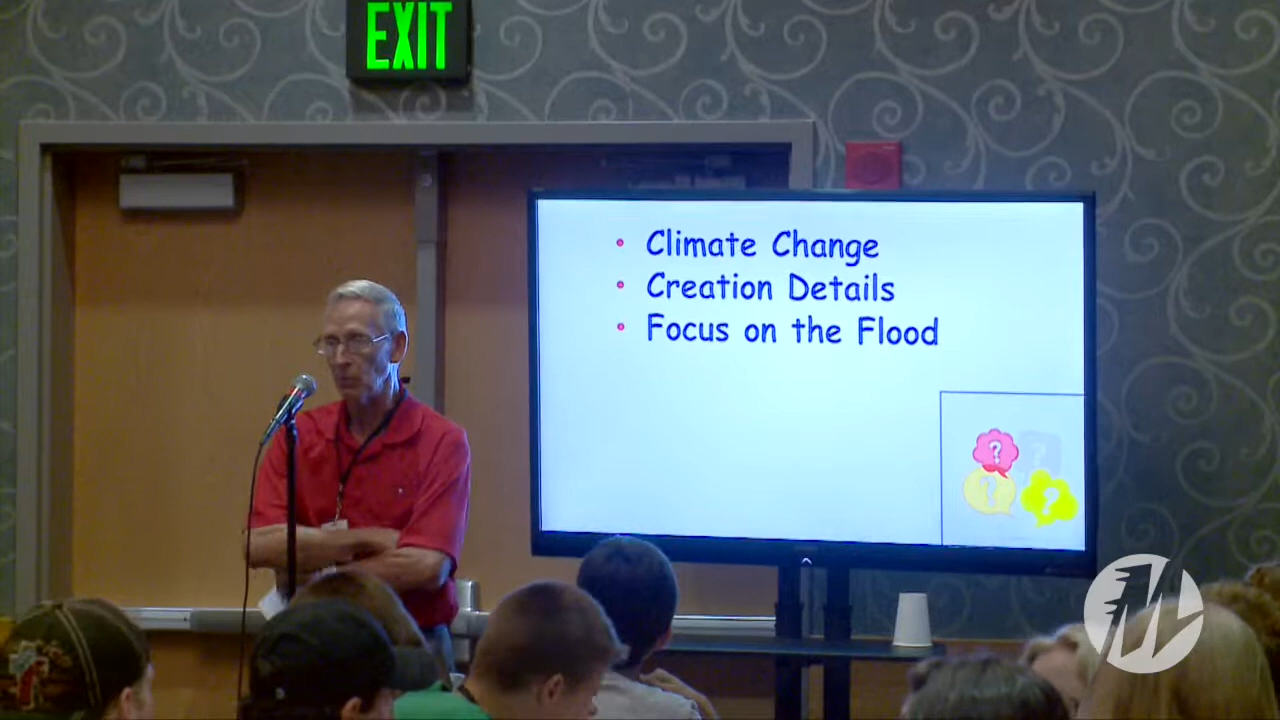 EXIT
• Climate Change
• Creation Details
• Focus on the Flood
? ? ? ?
M